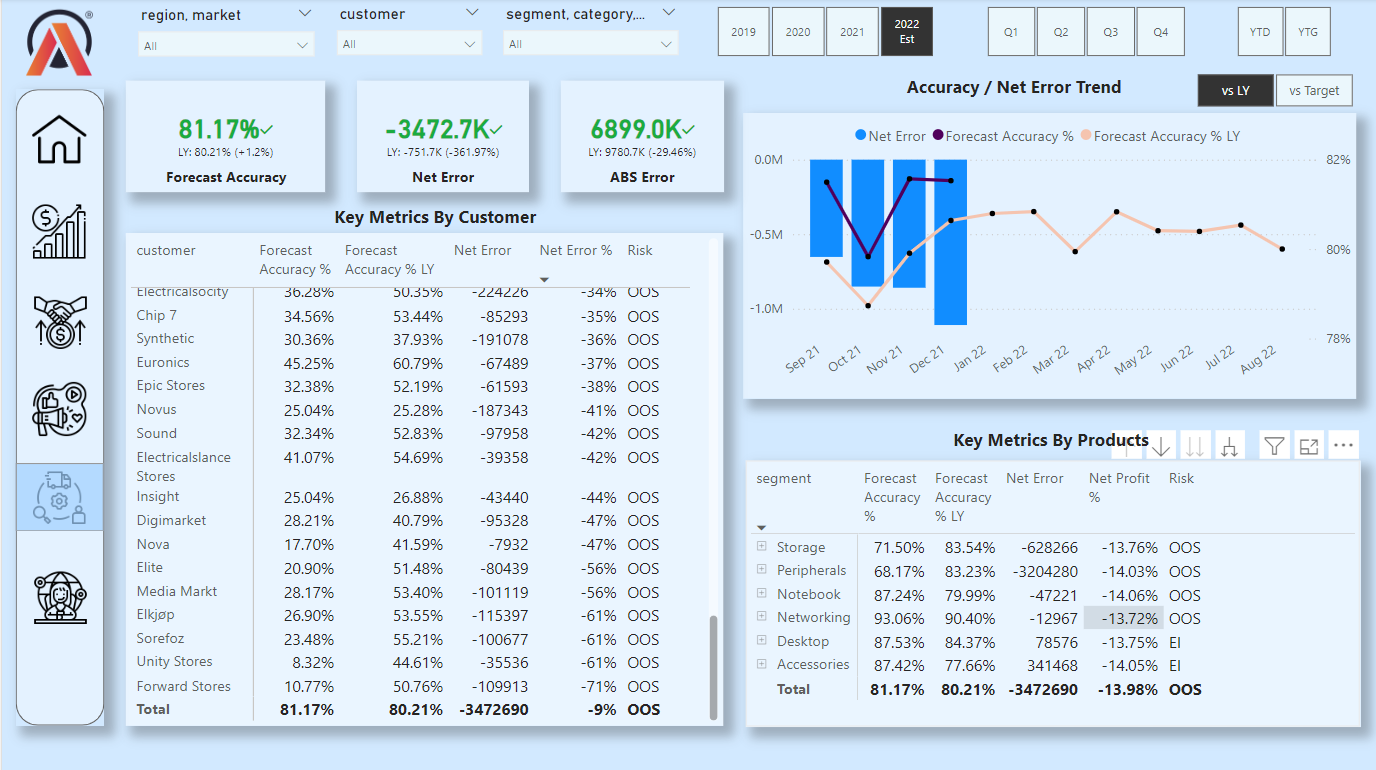 region, market
customer
segment, category,...
All
All
All
2019
2020
2021
2022
Est
Q1
Q2
Q3
Q4
YTD
YTG
81.17%
LY: 80.21% (+1.2%)
Forecast Accuracy
-3472.7K
LY: -751.7K (-361.97%)
Net Error
6899.0K
LY: 9780.7K (-29.46%)
ABS Error
Accuracy / Net Error Trend
vs LY
vs Target
Net Error Forecast Accuracy % Forecast Accuracy % LY
0.0M
-0.5M
-1.0M
82%
80%
78%
Sep 21
Oct 21
Nov 21
Dec 21
Jan 22
Feb 22
Mar 22
Apr 22
May 22
Jun 22
Jul 22
Aug 22
Key Metrics By Customer
customer Forecast Accuracy % Forecast Accuracy % LY Net Error Net Error % Risk
Electricalsocity 36.28% 50.35% -224226 -34% OOS
Chip 7 34.56% 53.44% -85293 -35% OOS
Synthetic 30.36% 37.93% -191078 -36% OOS
Euronics 45.25% 60.79% -67489 -37% OOS
Epic Stores 32.38% 52.19% -61593 -38% OOS
Novus 25.04% 25.28% -187343 -41% OOS
Sound 32.34% 52.83% -97958 -42% OOS
Electricalslance Stores 41.07% 54.69% -39358 -42% OOS
Insight 25.04% 26.88% -43440 -44% OOS
Digimarket 28.21% 40.79% -95328 -47% OOS
Nova 17.70% 41.59% -7932 -47% OOS
Elite 20.90% 51.48% -80439 -56% OOS
Media Markt 28.17% 53.40% -101119 -56% OOS
Elkjøp 26.90% 53.55% -115397 -61% OOS
Sorefoz 23.48% 55.21% -100677 -61% OOS
Unity Stores 8.32% 44.61% -35536 -61% OOS
Forward Stores 10.77% 50.76% -109913 -71% OOS
Total 81.17% 80.21% -3472690 -9% OOS
Key Metrics By Products
segment Forecast Accuracy % Forecast Accuracy % LY Net Error Net Profit % Risk
Storage 71.50% 83.54% -628266 -13.76% OOS
Peripherals 68.17% 83.23% -3204280 -14.03% OOS
Notebook 87.24% 79.99% -47221 -14.06% OOS
Networking 93.06% 90.40% -12967 -13.72% OOS
Desktop 87.53% 84.37% 78576 -13.75% EI
Accessories 87.42% 77.66% 341468 -14.05% EI
Total 81.17% 80.21% -3472690 -13.98% OOS